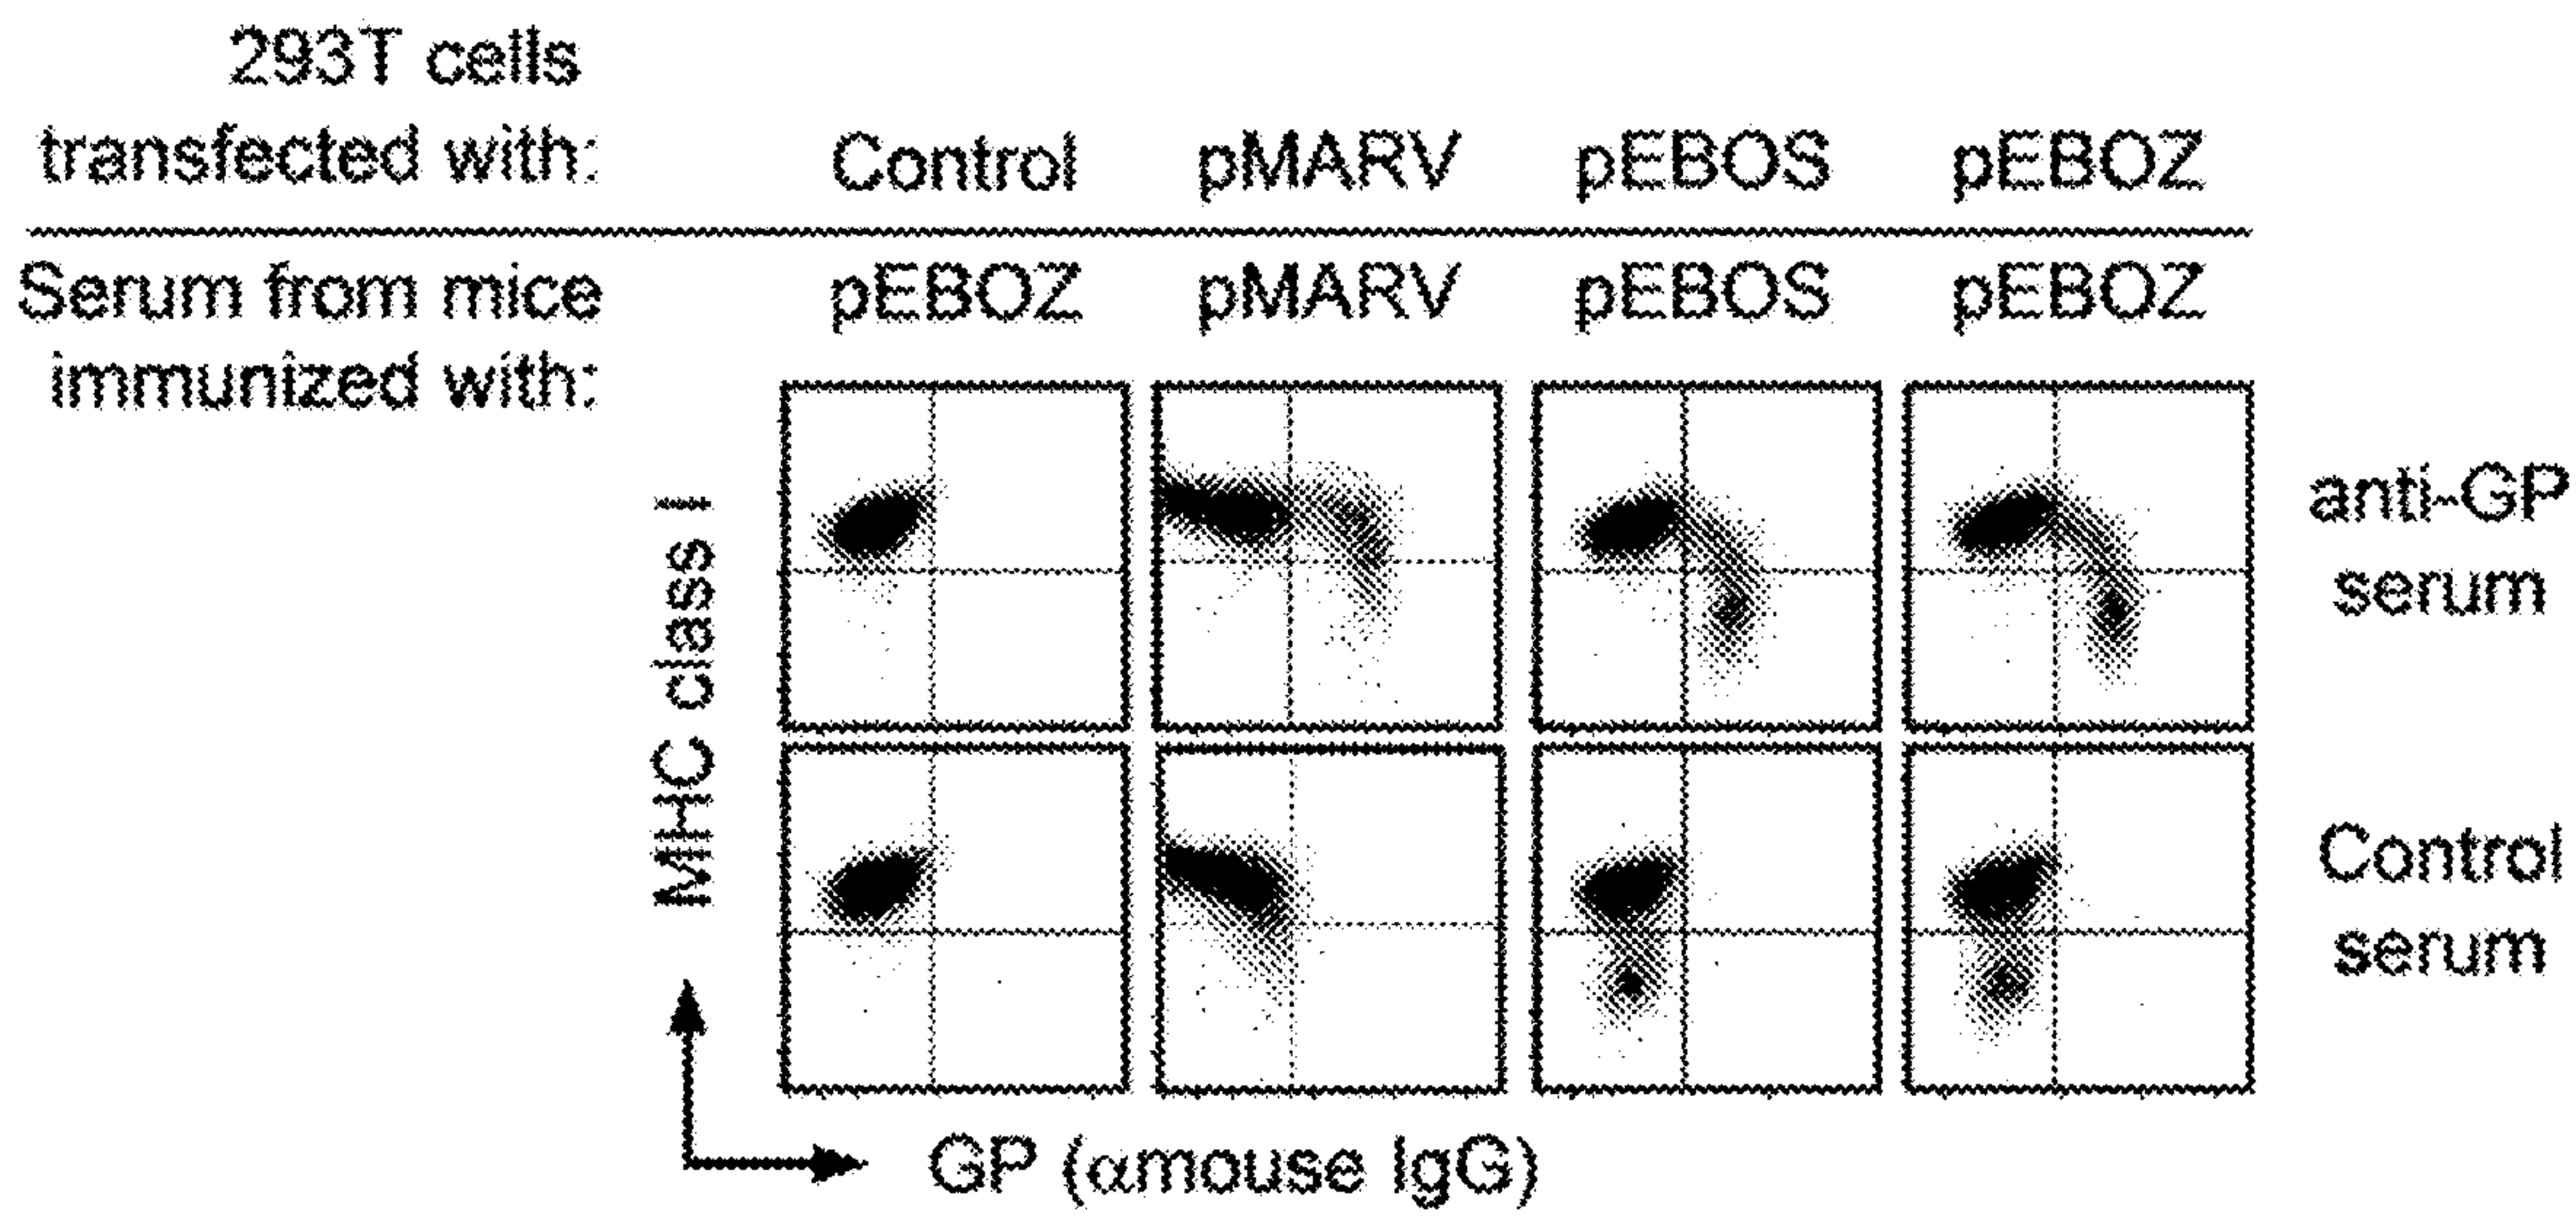 293T cells
transfected with:
Control pMARV pEBOS pEBOZ
Serum from mice
immunized with:
pEBOZ pMARV pEBOS pEBOZ
MHC class I
anti-GP
serum
Control
serum
GP (αmouse IgG)